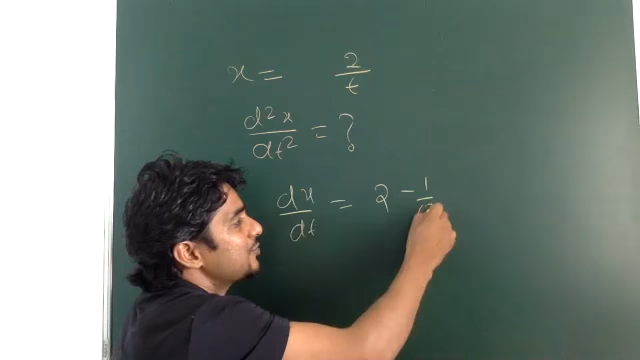 x = 2/t
d²x/dt² = ?
dx/dt = 2 -1/